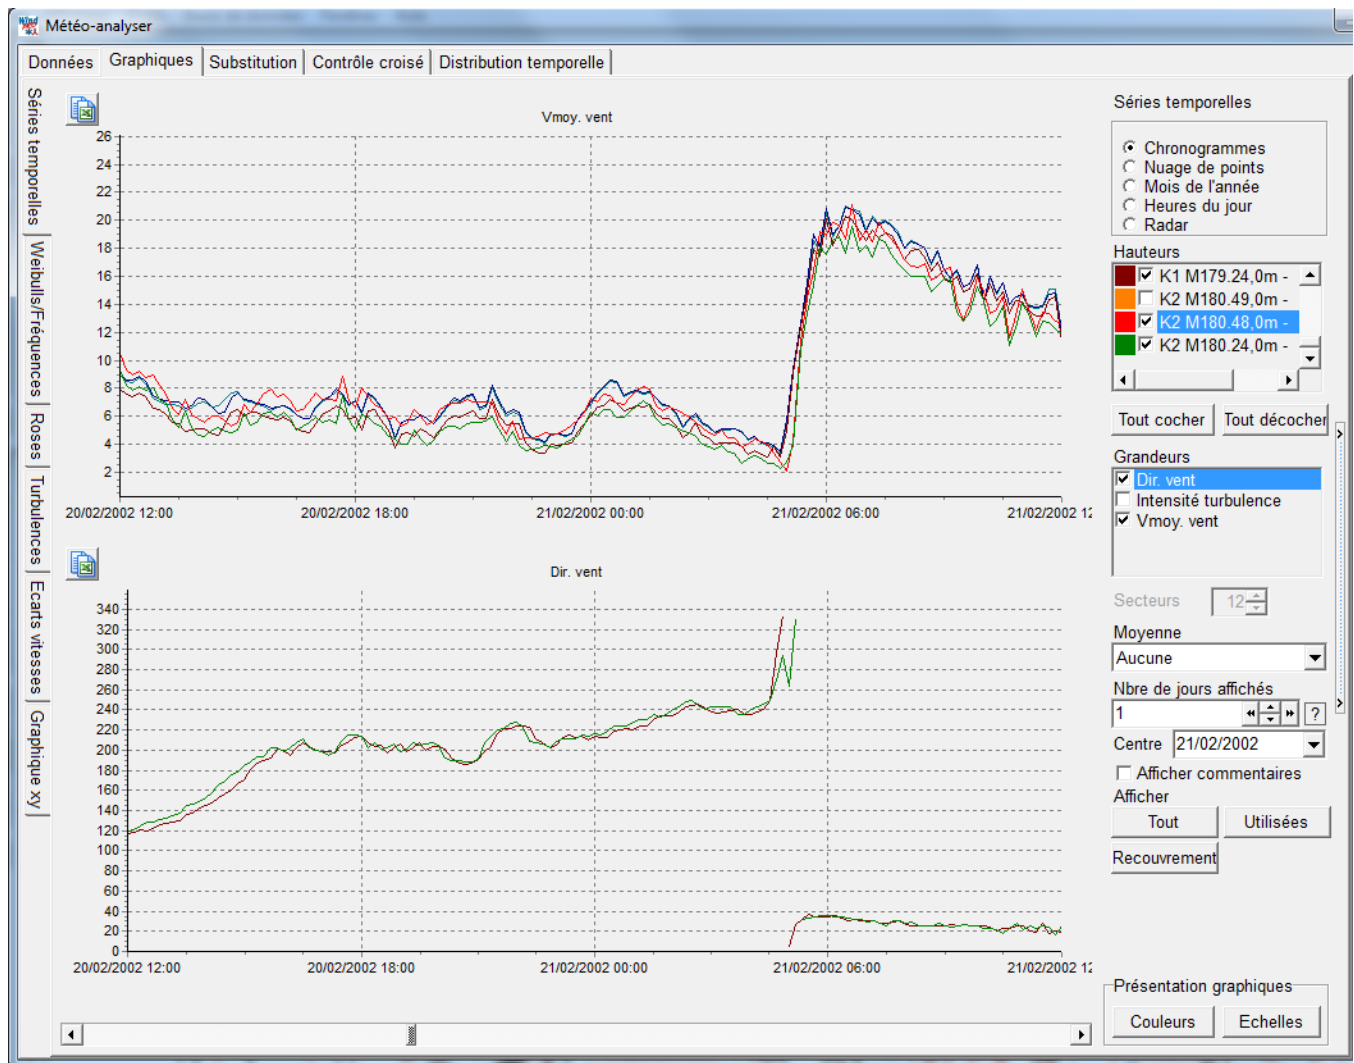 Météo-analyser
Données Graphiques Substitution Contrôle croisé Distribution temporelle
Séries temporelles
Weibulls/Fréquences
Roses
Turbulences
Ecarts vitesses
Graphique xy
Vmoy. vent
26
24
22
20
18
16
14
12
10
8
6
4
2
20/02/2002 12:00 20/02/2002 18:00 21/02/2002 00:00 21/02/2002 06:00 21/02/2002 12
Dir. vent
340
320
300
280
260
240
220
200
180
160
140
120
100
80
60
40
20
0
20/02/2002 12:00 20/02/2002 18:00 21/02/2002 00:00 21/02/2002 06:00 21/02/2002 12
Séries temporelles
Chronogrammes
Nuage de points
Mois de l'année
Heures du jour
Radar
Hauteurs
K1 M179.24,0m -
K2 M180.49,0m -
K2 M180.48,0m -
K2 M180.24,0m -
Tout cocher Tout décocher
Grandeurs
Dir. vent
Intensité turbulence
Vmoy. vent
Secteurs 12
Moyenne
Aucune
Nbre de jours affichés
1 ?
Centre 21/02/2002
Afficher commentaires
Afficher
Tout Utilisées
Recouvrement
Présentation graphiques
Couleurs Echelles